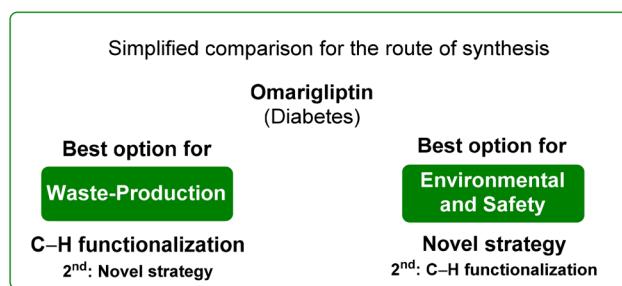 Simplified comparison for the route of synthesis
Omarigliptin
(Diabetes)
Best option for
Waste-Production
C–H functionalization
2nd: Novel strategy
Best option for
Environmental
and Safety
Novel strategy
2nd: C–H functionalization